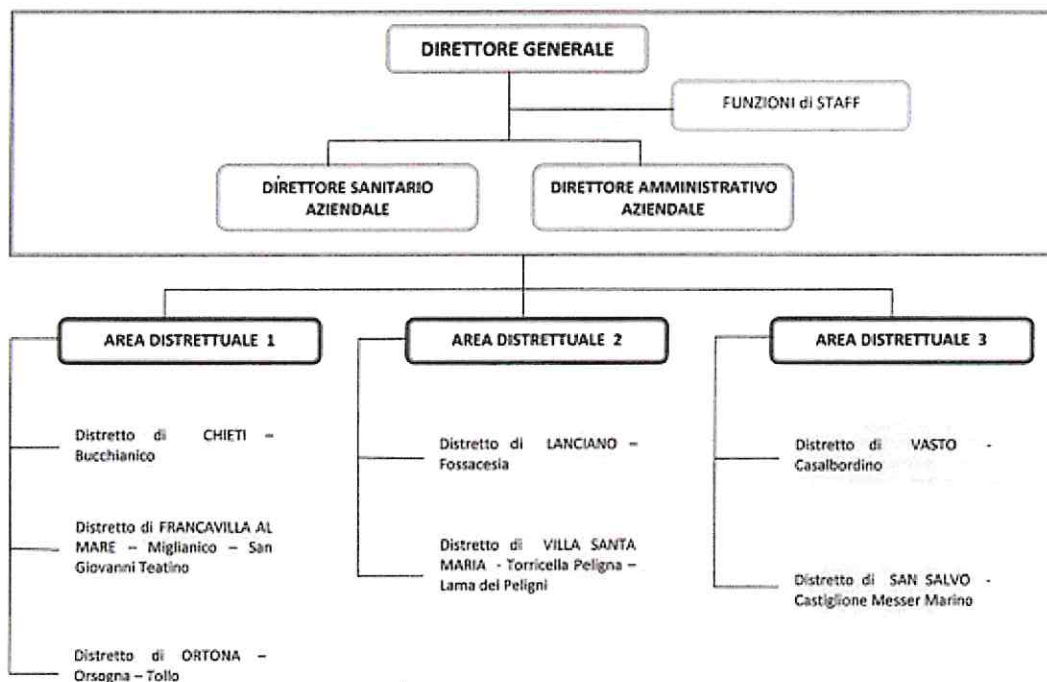 DIRETTORE GENERALE
FUNZIONI di STAFF
DIRETTORE SANITARIO
AZIENDALE
DIRETTORE AMMINISTRATIVO
AZIENDALE
AREA DISTRETTUALE 1
AREA DISTRETTUALE 2
AREA DISTRETTUALE 3
Distretto di CHIETI –
Bucchianico
Distretto di FRANCAVILLA AL
MARE – Miglianico – San
Giovanni Teatino
Distretto di ORTONA –
Orsogna – Tollo
Distretto di LANCIANO –
Fossacesia
Distretto di VILLA SANTA
MARIA - Torricella Peligna –
Lama dei Peligni
Distretto di VASTO -
Casalbordino
Distretto di SAN SALVO -
Castiglione Messer Marino